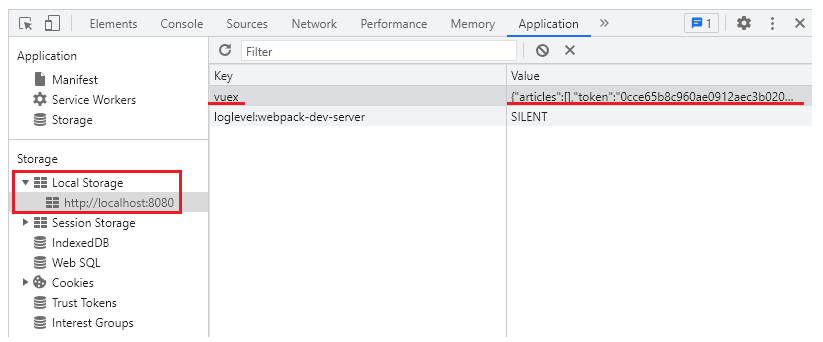 Elements Console Sources Network Performance Memory Application » 1
Application
Manifest
Service Workers
Storage
Storage
Local Storage
http://localhost:8080
Session Storage
IndexedDB
Web SQL
Cookies
Trust Tokens
Interest Groups
Filter
Key Value
vuex {"articles":[],"token":"0cce65b8c960ae0912aec3b020...
loglevel:webpack-dev-server SILENT